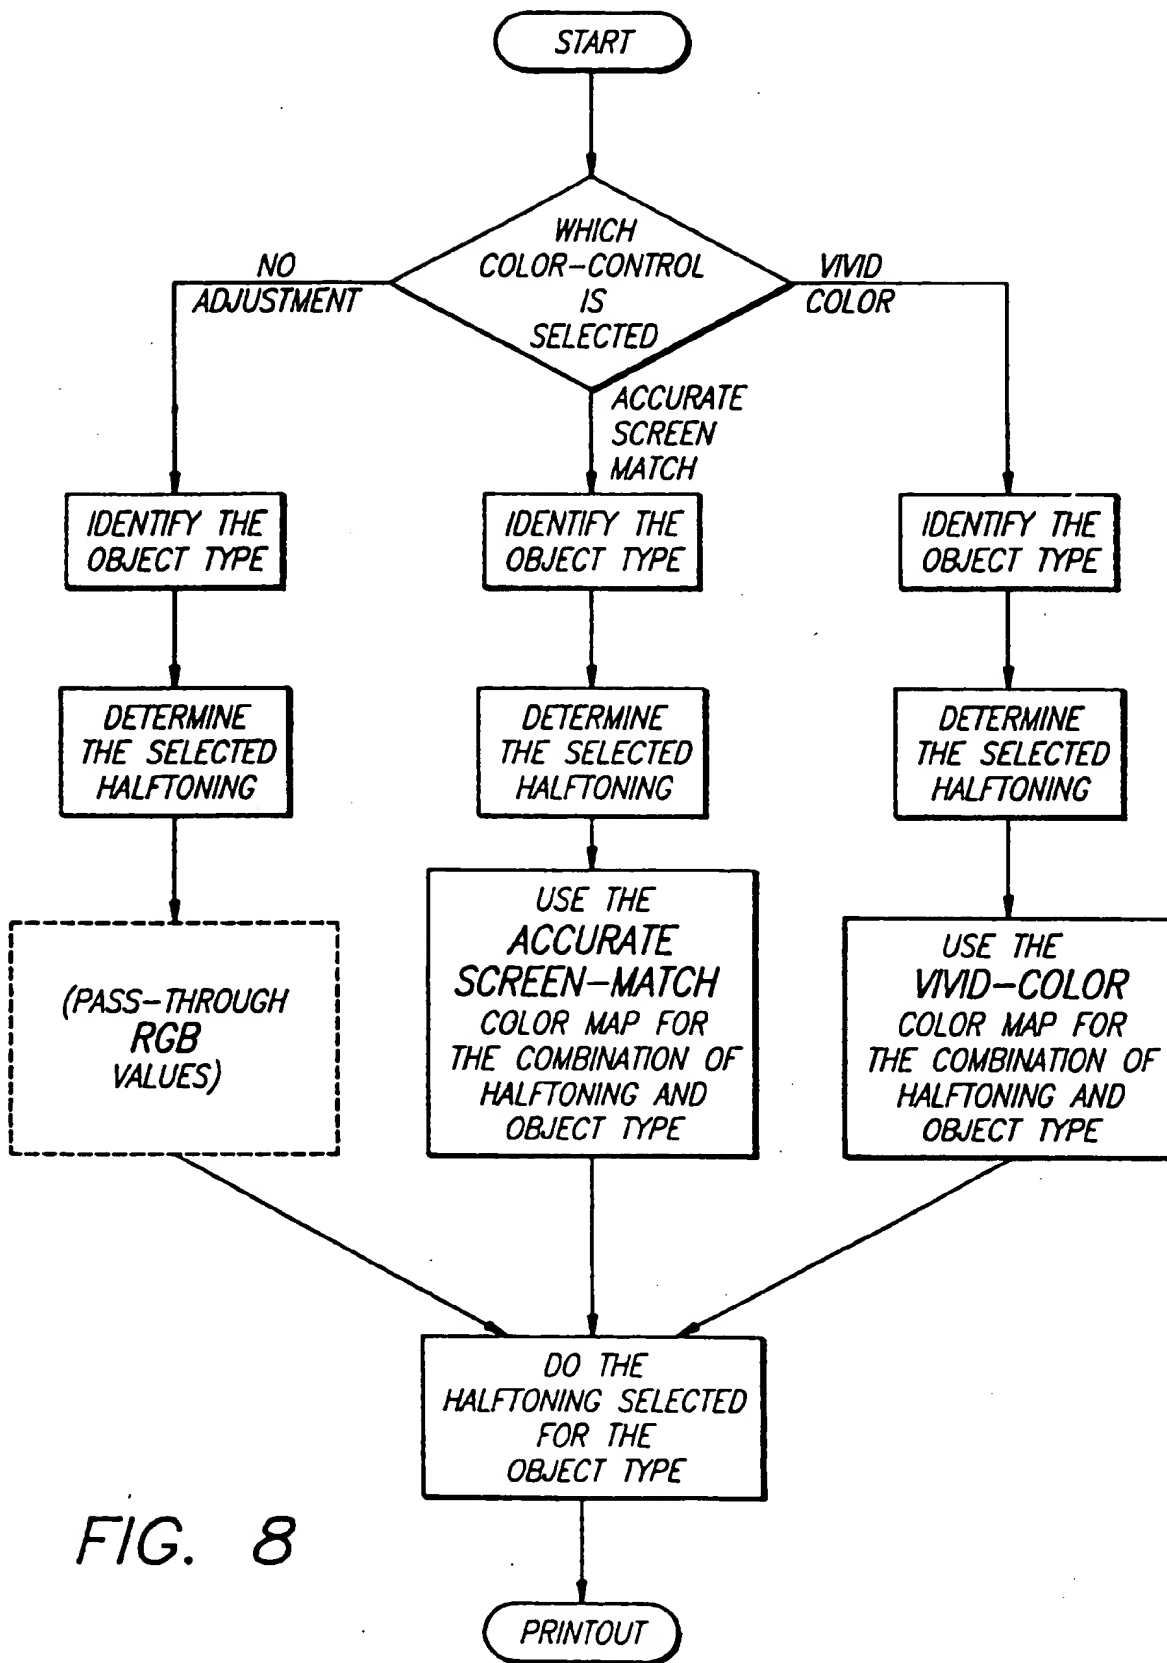 START
WHICH
COLOR-CONTROL
IS
SELECTED
NO
ADJUSTMENT
VIVID
COLOR
ACCURATE
SCREEN
MATCH
IDENTIFY THE
OBJECT TYPE
IDENTIFY THE
OBJECT TYPE
IDENTIFY THE
OBJECT TYPE
DETERMINE
THE SELECTED
HALFTONING
DETERMINE
THE SELECTED
HALFTONING
DETERMINE
THE SELECTED
HALFTONING
(PASS-THROUGH
RGB
VALUES)
USE THE
ACCURATE
SCREEN-MATCH
COLOR MAP FOR
THE COMBINATION OF
HALFTONING AND
OBJECT TYPE
USE THE
VIVID-COLOR
COLOR MAP FOR
THE COMBINATION OF
HALFTONING AND
OBJECT TYPE
DO THE
HALFTONING SELECTED
FOR THE
OBJECT TYPE
FIG. 8
PRINTOUT